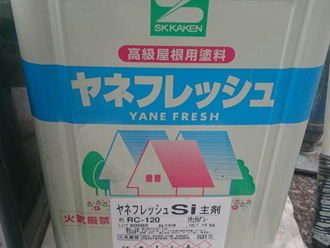 SK KAKEN
高級屋根用塗料
ヤネフレッシュ
YANE FRESH
ヤネフレッシュSi 主剤
色 RC-120
火気厳禁